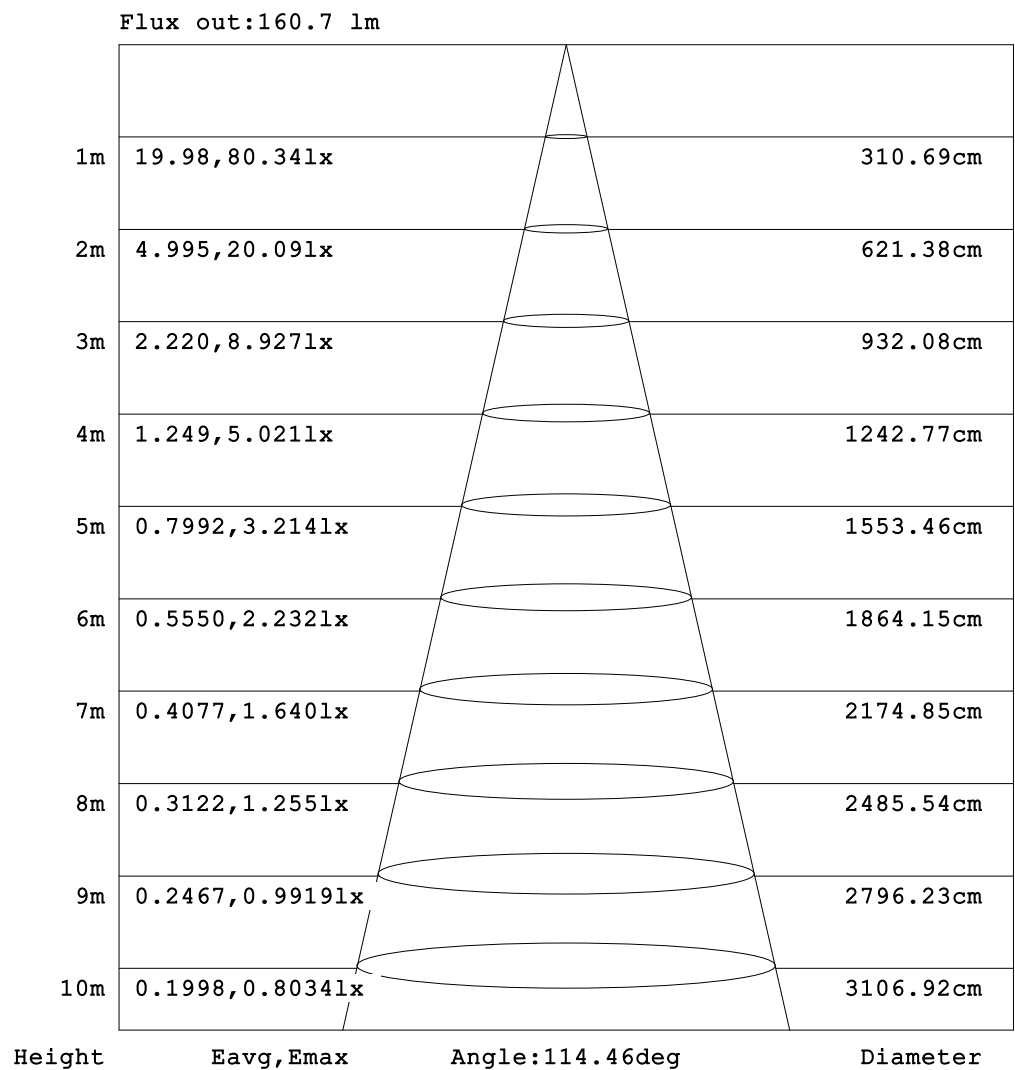 Flux out:160.7 lm
1m 19.98,80.34lx 310.69cm
2m 4.995,20.09lx 621.38cm
3m 2.220,8.927lx 932.08cm
4m 1.249,5.021lx 1242.77cm
5m 0.7992,3.214lx 1553.46cm
6m 0.5550,2.232lx 1864.15cm
7m 0.4077,1.640lx 2174.85cm
8m 0.3122,1.255lx 2485.54cm
9m 0.2467,0.9919lx 2796.23cm
10m 0.1998,0.8034lx 3106.92cm
Height Eavg,Emax Angle:114.46deg Diameter